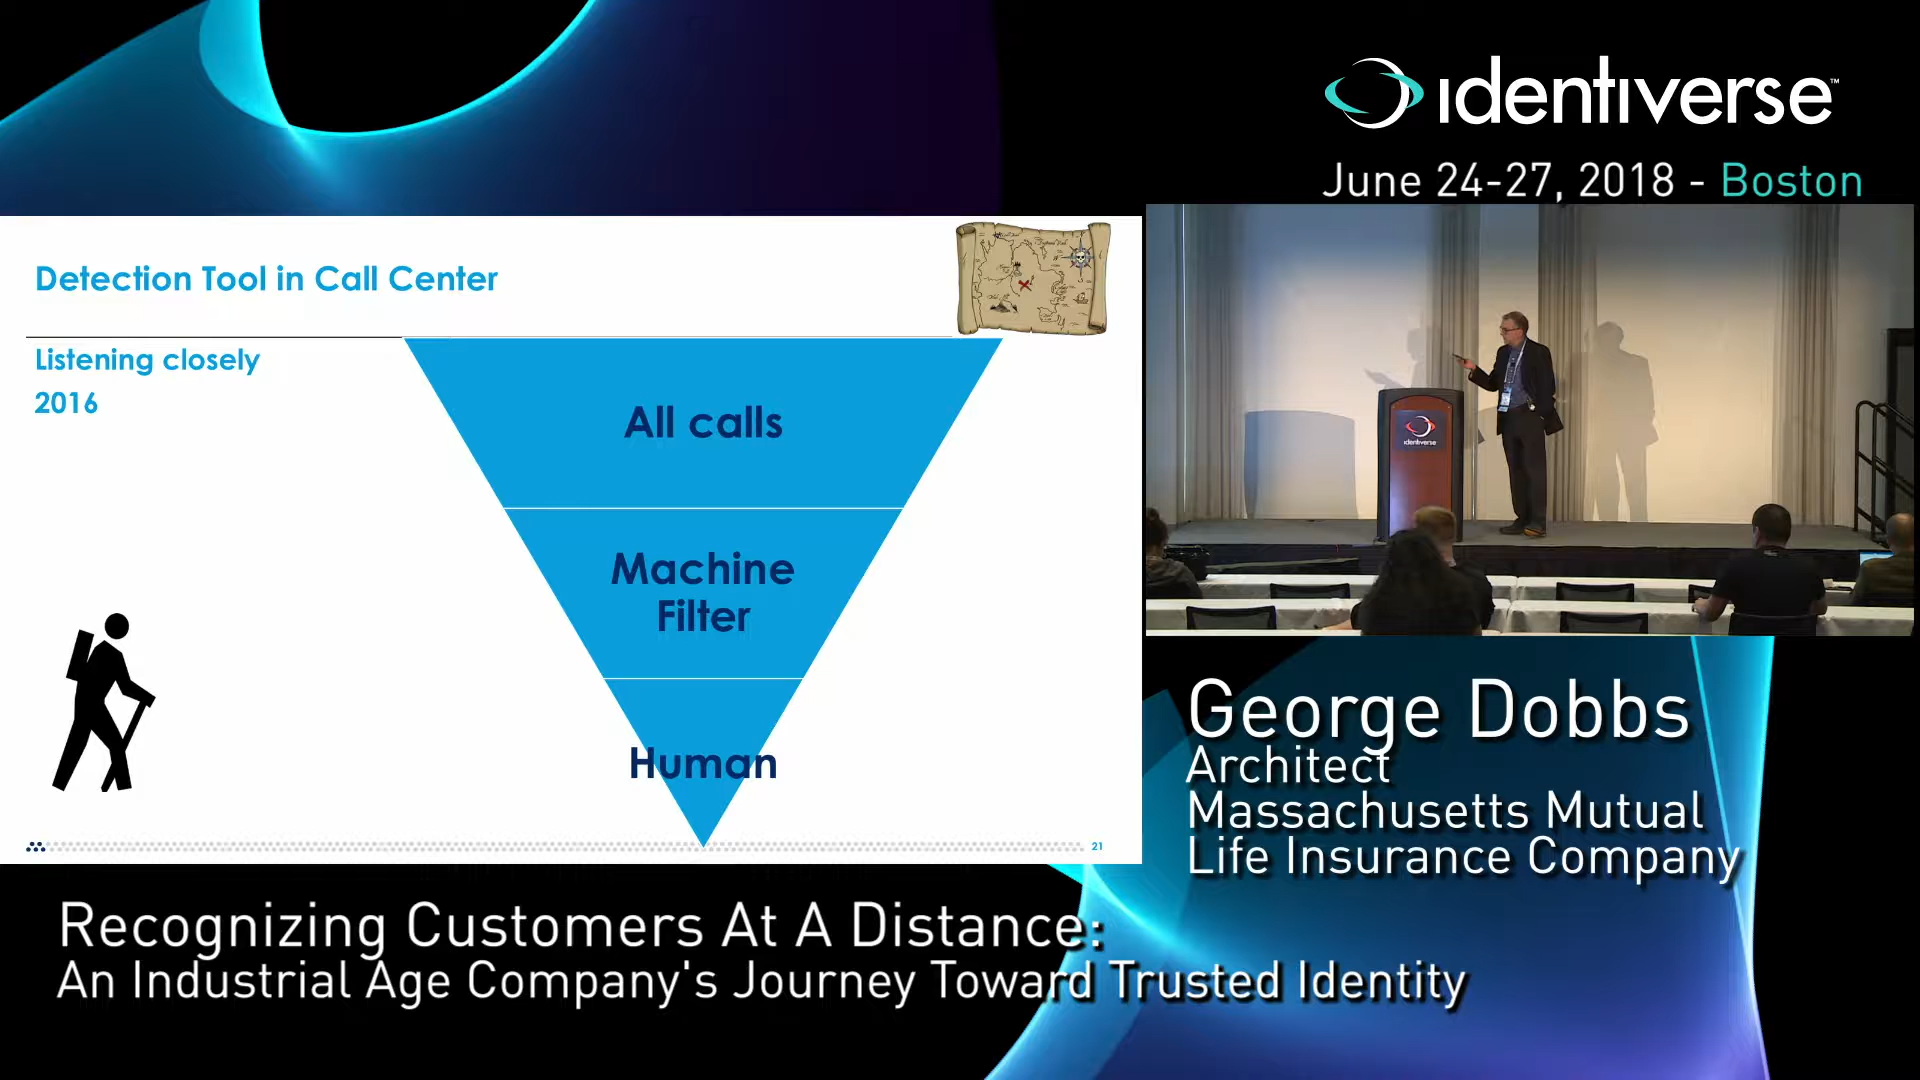 identiverse™
June 24-27, 2018 - Boston
Detection Tool in Call Center
Listening closely
2016
All calls
Machine
Filter
Human
21
identiverse
George Dobbs
Architect
Massachusetts Mutual
Life Insurance Company
Recognizing Customers At A Distance:
An Industrial Age Company's Journey Toward Trusted Identity